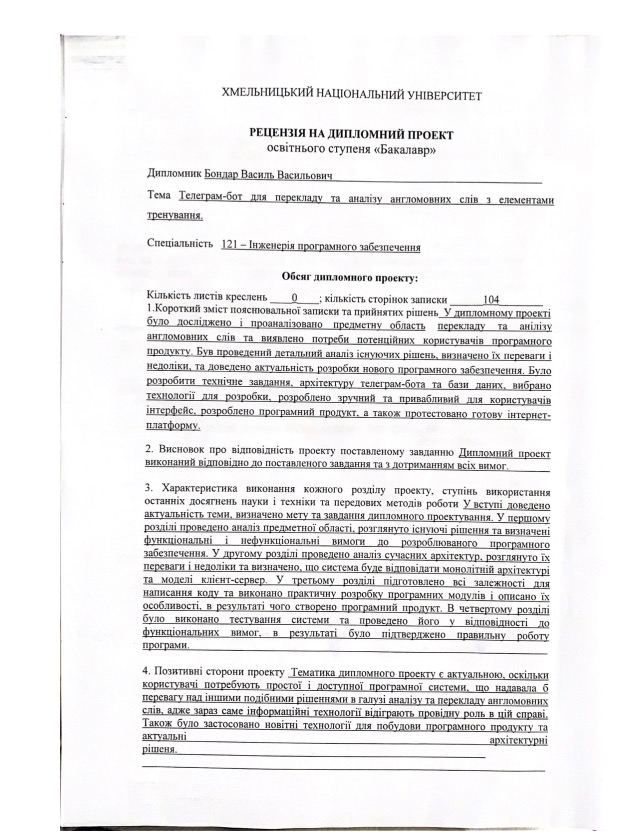 ХМЕЛЬНИЦЬКИЙ НАЦІОНАЛЬНИЙ УНІВЕРСИТЕТ
РЕЦЕНЗІЯ НА ДИПЛОМНИЙ ПРОЕКТ
освітнього ступеня «Бакалавр»
Дипломник Бондар Василь Васильович
Тема Телеграм-бот для перекладу та аналізу англомовних слів з елементами
тренування.
Спеціальність 121 – Інженерія програмного забезпечення
Обсяг дипломного проекту:
Кількість листів креслень 0 ; кількість сторінок записки 104
1.Короткий зміст пояснювальної записки та прийнятих рішень У дипломному проекті
було досліджено і проаналізовано предметну область перекладу та анілізу
англомовних слів та виявлено потреби потенційних користувачів програмного
продукту. Був проведений детальний аналіз існуючих рішень, визначено їх переваги і
недоліки, та доведено актуальність розробки нового програмного забезпечення. Було
розробити технічне завдання, архітектуру телеграм-бота та бази даних, вибрано
технології для розробки, розроблено зручний та привабливий для користувачів
інтерфейс, розроблено програмний продукт, а також протестовано готову інтернет-
платформу.
2. Висновок про відповідність проекту поставленому завданню Дипломний проект
виконаний відповідно до поставленого завдання та з дотриманням всіх вимог.
3. Характеристика виконання кожного розділу проекту, ступінь використання
останніх досягнень науки і техніки та передових методів роботи У вступі доведено
актуальність теми, визначено мету та завдання дипломного проектування. У першому
розділі проведено аналіз предметної області, розглянуто існуючі рішення та визначені
функціональні і нефункціональні вимоги до розроблюваного програмного
забезпечення. У другому розділі проведено аналіз сучасних архітектур, розглянуто їх
переваги і недоліки та визначено, що система буде відповідати монолітній архітектурі
та моделі клієнт-сервер. У третьому розділі підготовлено всі залежності для
написання коду та виконано практичну розробку програмних модулів і описано їх
особливості, в результаті чого створено програмний продукт. В четвертому розділі
було виконано тестування системи та проведено його у відповідності до
функціональних вимог, в результаті було підтверджено правильну роботу
програми.
4. Позитивні сторони проекту Тематика дипломного проекту є актуальною, оскільки
користувачі потребують простої і доступної програмної системи, що надавала б
перевагу над іншими подібними рішеннями в галузі аналізу та перекладу англомовних
слів, адже зараз саме інформаційні технології відіграють провідну роль в цій справі.
Також було застосовано новітні технології для побудови програмного продукту та
актуальні архітектурні
рішеня.